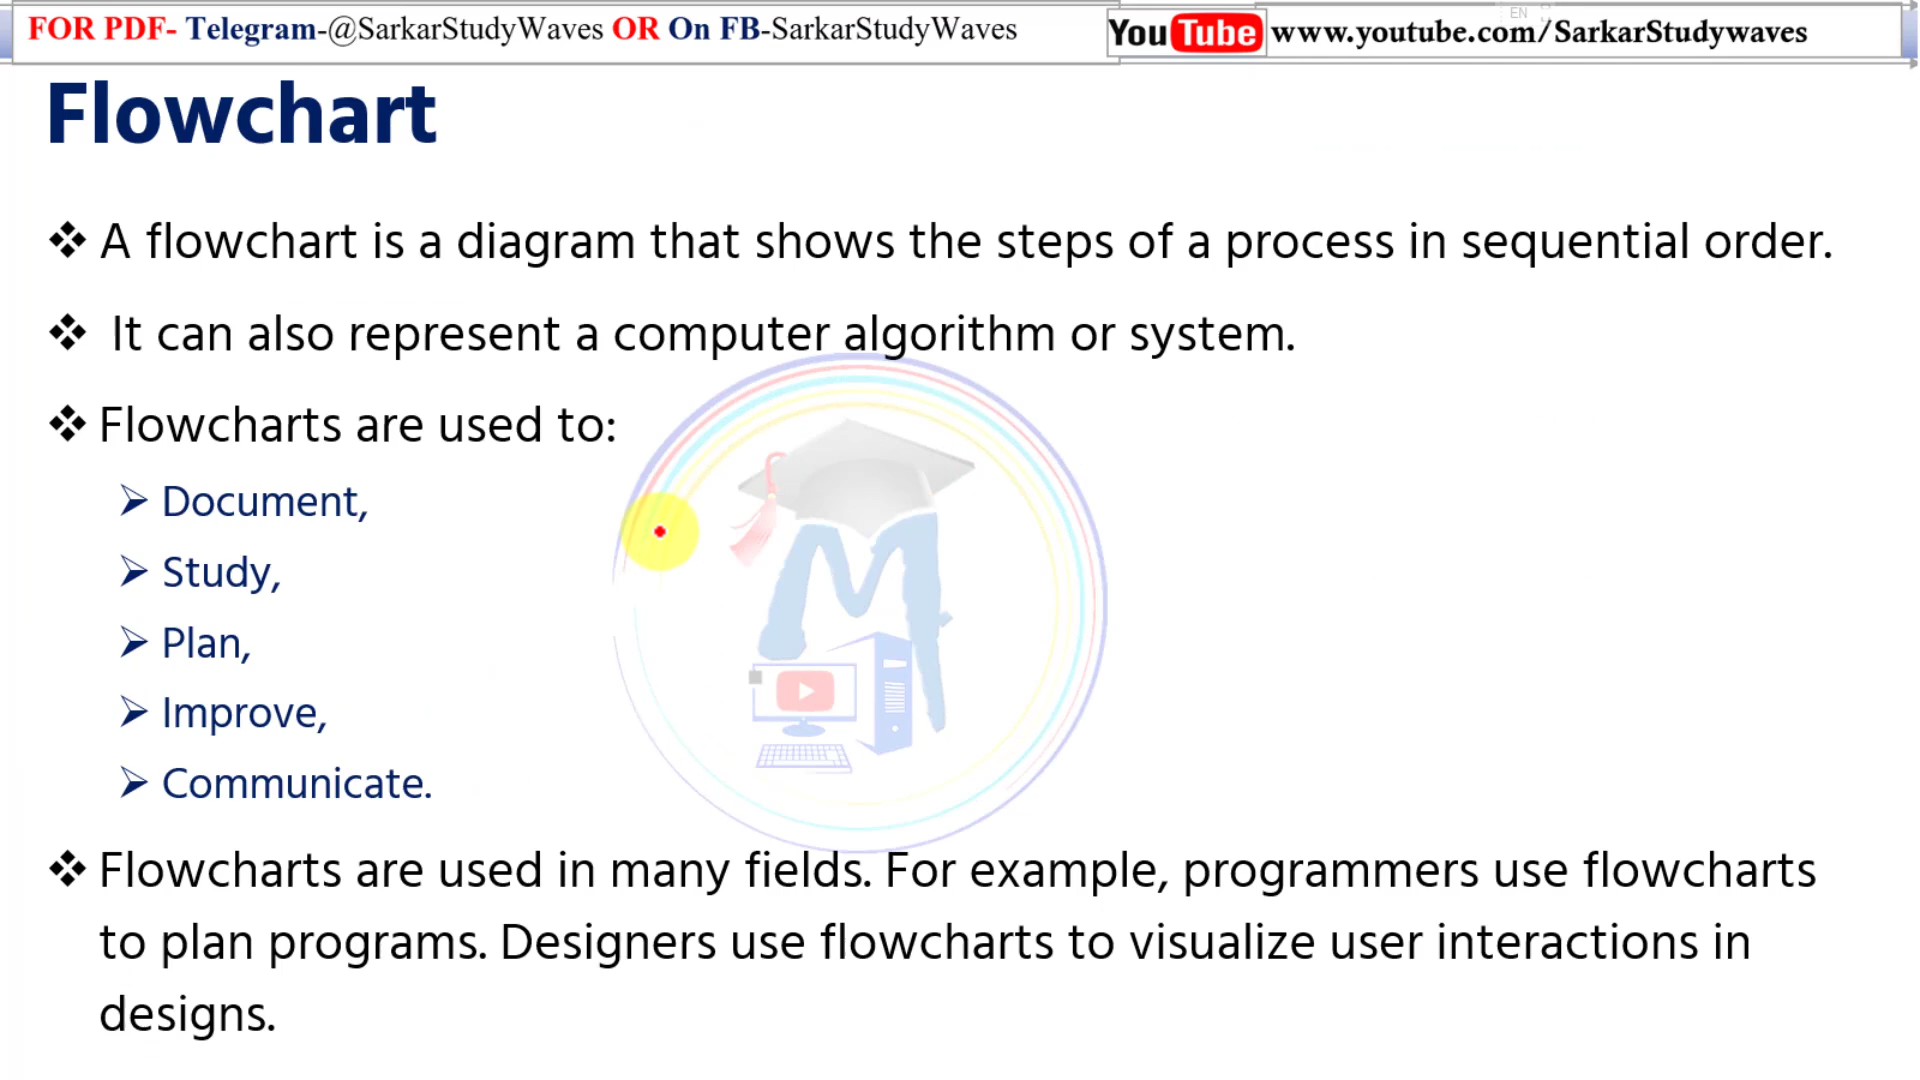 FOR PDF- Telegram-@SarkarStudyWaves OR On FB-SarkarStudyWaves
YouTube www.youtube.com/SarkarStudywaves
EN
Flowchart
❖ A flowchart is a diagram that shows the steps of a process in sequential order.
❖ It can also represent a computer algorithm or system.
❖ Flowcharts are used to:
➢ Document,
➢ Study,
➢ Plan,
➢ Improve,
➢ Communicate.
❖ Flowcharts are used in many fields. For example, programmers use flowcharts
to plan programs. Designers use flowcharts to visualize user interactions in
designs.
M